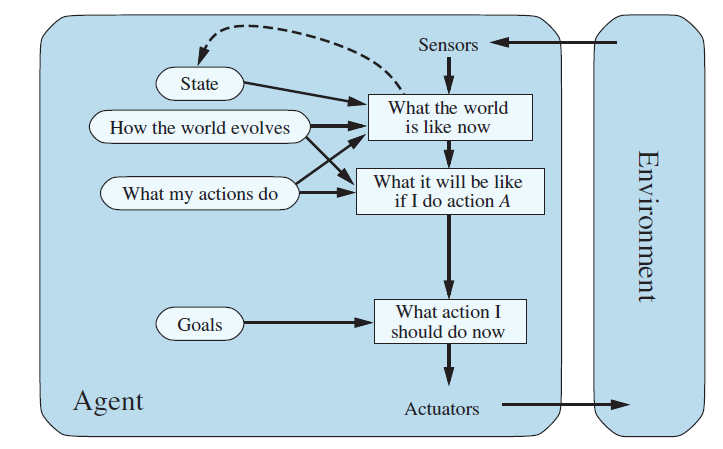 Sensors
State
What the world
is like now
How the world evolves
What my actions do
What it will be like
if I do action A
Environment
Goals
What action I
should do now
Agent
Actuators